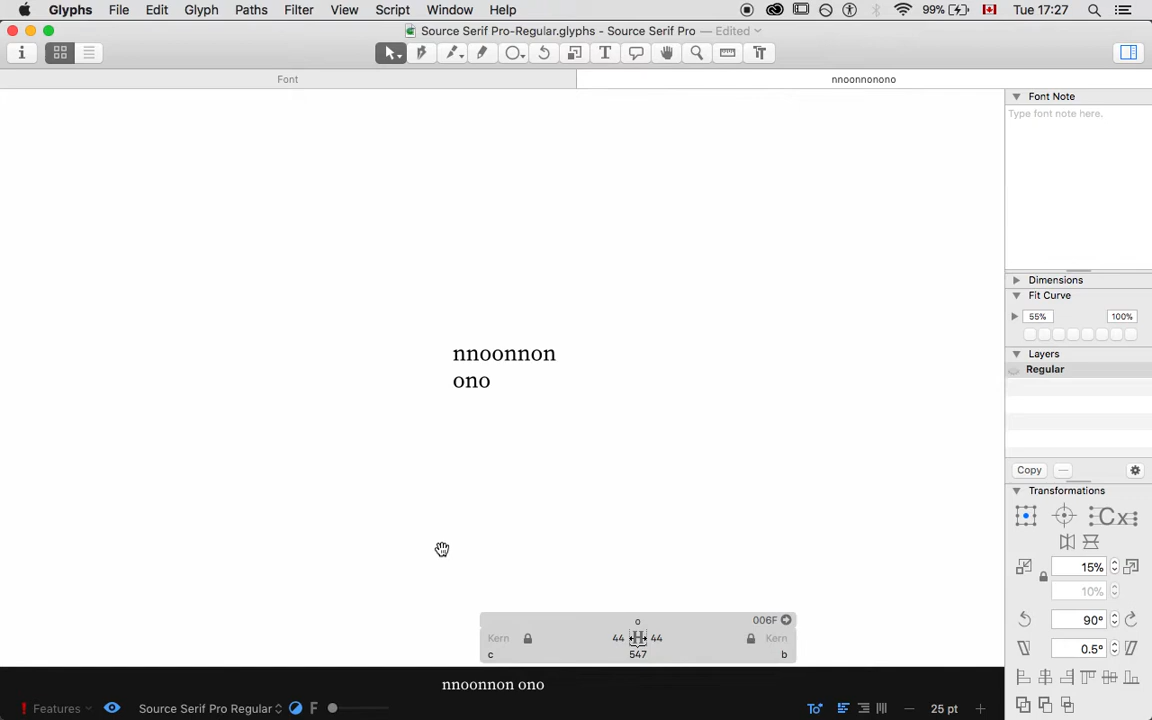 Glyphs File Edit Glyph Paths Filter View Script Window Help 99% Tue 17:27
Source Serif Pro-Regular.glyphs - Source Serif Pro — Edited
Font nnoonnonono
Font Note
Type font note here.
Dimensions
Fit Curve
55% 100%
Layers
Regular
nnoonnon
ono
Copy
Transformations
Cx
15%
10%
90°
0.5°
o 006F
Kern 44 H 44 Kern
c 547 b
nnoonnon ono
! Features Source Serif Pro Regular F To 25 pt